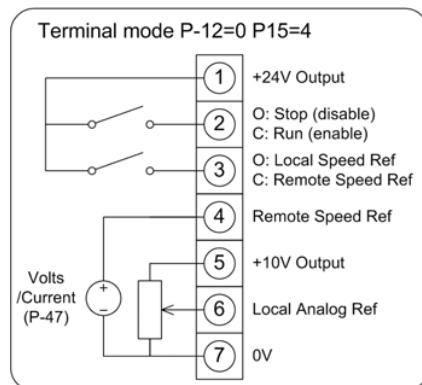 Terminal mode P-12=0 P15=4
1 +24V Output
2 O: Stop (disable)
C: Run (enable)
3 O: Local Speed Ref
C: Remote Speed Ref
4 Remote Speed Ref
5 +10V Output
Volts
/Current
(P-47)
+
−
6 Local Analog Ref
7 0V